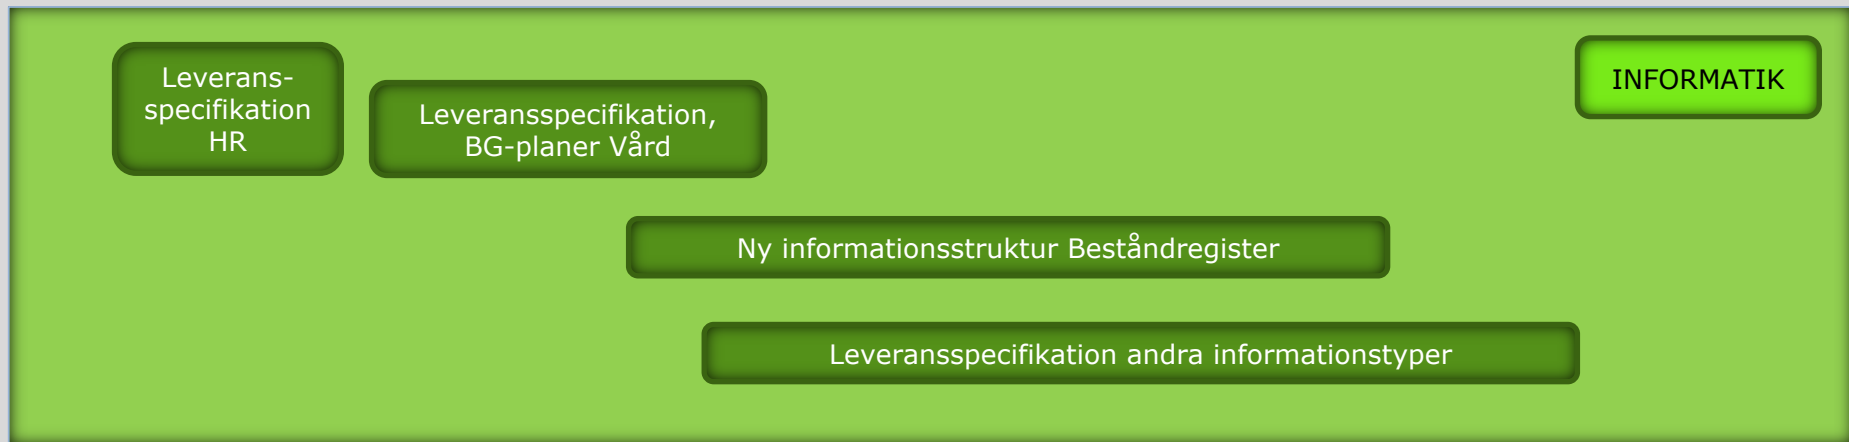 Leverans-
specifikation
HR
Leveransspecifikation,
BG-planer Vård
INFORMATIK
Ny informationsstruktur Beståndregister
Leveransspecifikation andra informationstyper